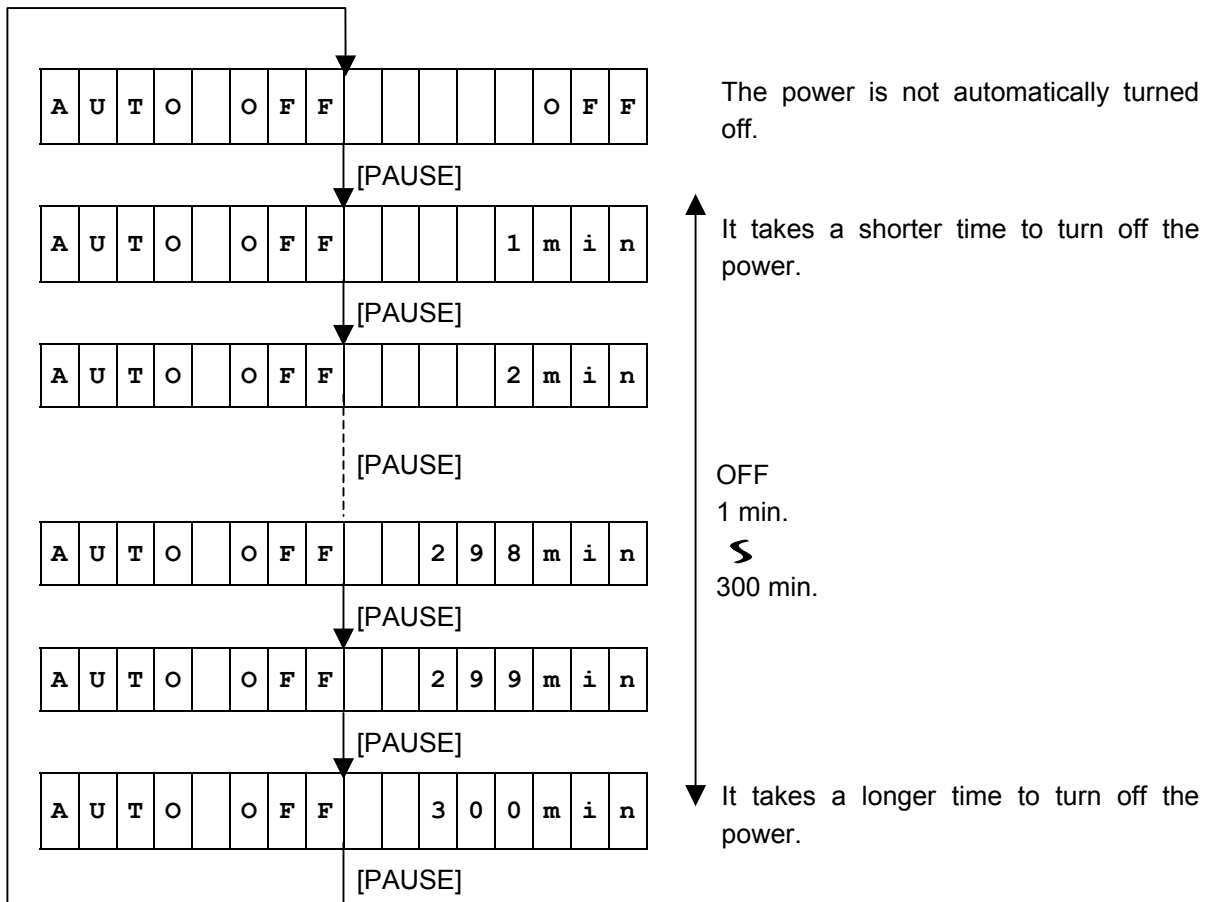 AUTO OFF     OFF
The power is not automatically turned
off.
[PAUSE]
AUTO OFF    1min
It takes a shorter time to turn off the
power.
[PAUSE]
AUTO OFF    2min
[PAUSE]
OFF
1 min.
300 min.
AUTO OFF  298min
[PAUSE]
AUTO OFF  299min
[PAUSE]
AUTO OFF  300min
It takes a longer time to turn off the
power.
[PAUSE]